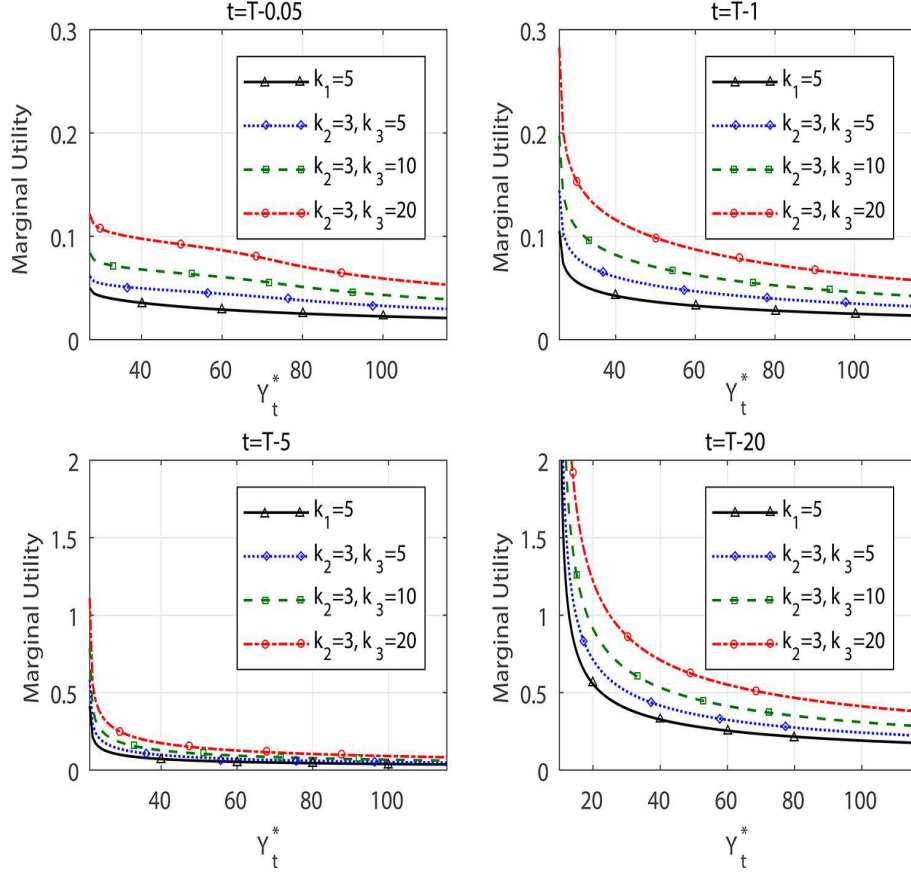 t=T-0.05
0.3
0.2
0.1
0
Marginal Utility
k1=5
k2=3, k3=5
k2=3, k3=10
k2=3, k3=20
40 60 80 100
Y*t
t=T-1
0.3
0.2
0.1
0
Marginal Utility
k1=5
k2=3, k3=5
k2=3, k3=10
k2=3, k3=20
40 60 80 100
Y*t
t=T-5
2
1.5
1
0.5
0
Marginal Utility
k1=5
k2=3, k3=5
k2=3, k3=10
k2=3, k3=20
40 60 80 100
Y*t
t=T-20
2
1.5
1
0.5
0
Marginal Utility
k1=5
k2=3, k3=5
k2=3, k3=10
k2=3, k3=20
20 40 60 80 100
Y*t